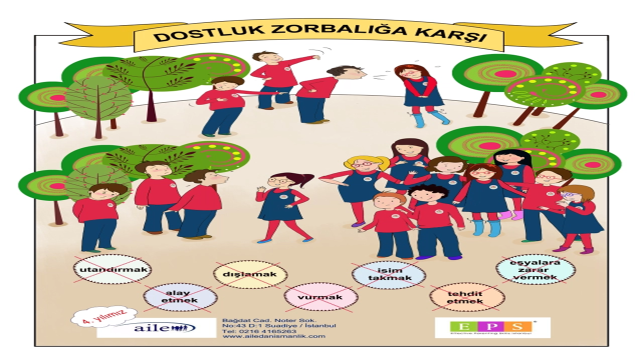 DOSTLUK ZORBALIĞA KARŞI
utandırmak
alay
etmek
dışlamak
vurmak
isim
takmak
tehdit
etmek
eşyalara
zarar
vermek
4. yılımız
aile
Bağdat Cad. Noter Sok.
No:43 D:1 Suadiye / İstanbul
Tel: 0216 4165263
www.ailedanismanlik.com
EPS